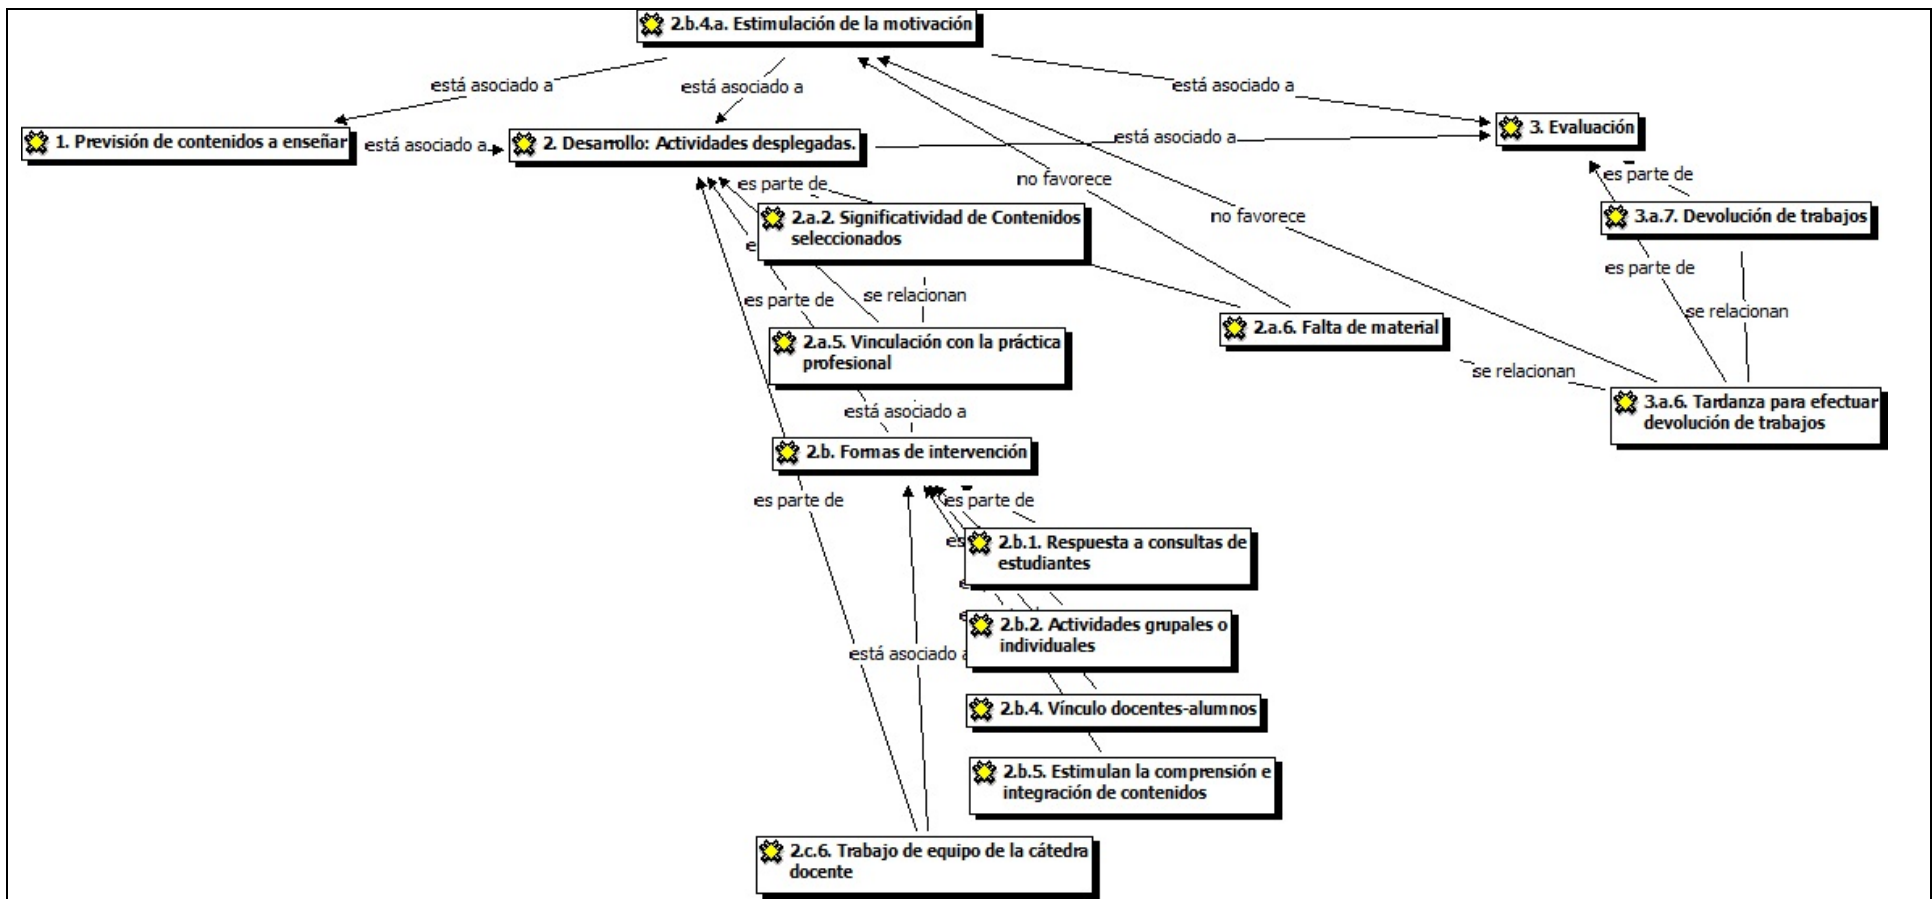 2.b.4.a. Estimulación de la motivación
está asociado a
está asociado a
está asociado a
1. Previsión de contenidos a enseñar
está asociado a
2. Desarrollo: Actividades desplegadas.
está asociado a
3. Evaluación
no favorece
es parte de
es parte de
2.a.2. Significatividad de Contenidos
seleccionados
no favorece
3.a.7. Devolución de trabajos
es parte de
es parte de
se relacionan
se relacionan
2.a.5. Vinculación con la práctica
profesional
2.a.6. Falta de material
se relacionan
está asociado a
3.a.6. Tardanza para efectuar
devolución de trabajos
2.b. Formas de intervención
es parte de
es parte de
es
2.b.1. Respuesta a consultas de
estudiantes
2.b.2. Actividades grupales o
individuales
está asociado a
2.b.4. Vínculo docentes-alumnos
2.b.5. Estimulan la comprensión e
integración de contenidos
2.c.6. Trabajo de equipo de la cátedra
docente